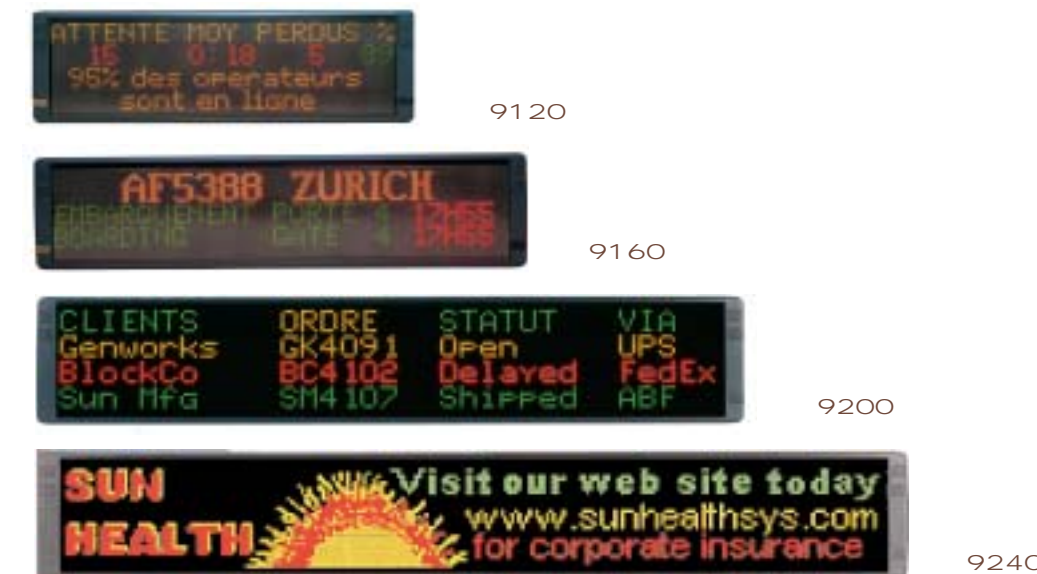 ATTENTE MOY PERDUS %
15 0:18 5
95% des operateurs
sont en ligne
9120
AF5388 ZURICH
EMBARQUEMENT PORTE 4 17H55
BOARDING GATE 4 17H55
9160
CLIENTS ORDRE STATUT VIA
Genworks GK4091 Open UPS
BlockCo BC4102 Delayed FedEx
Sun Mfg SM4107 Shipped ABF
9200
SUN
HEALTH
Visit our web site today
www.sunhealthsys.com
for corporate insurance
9240